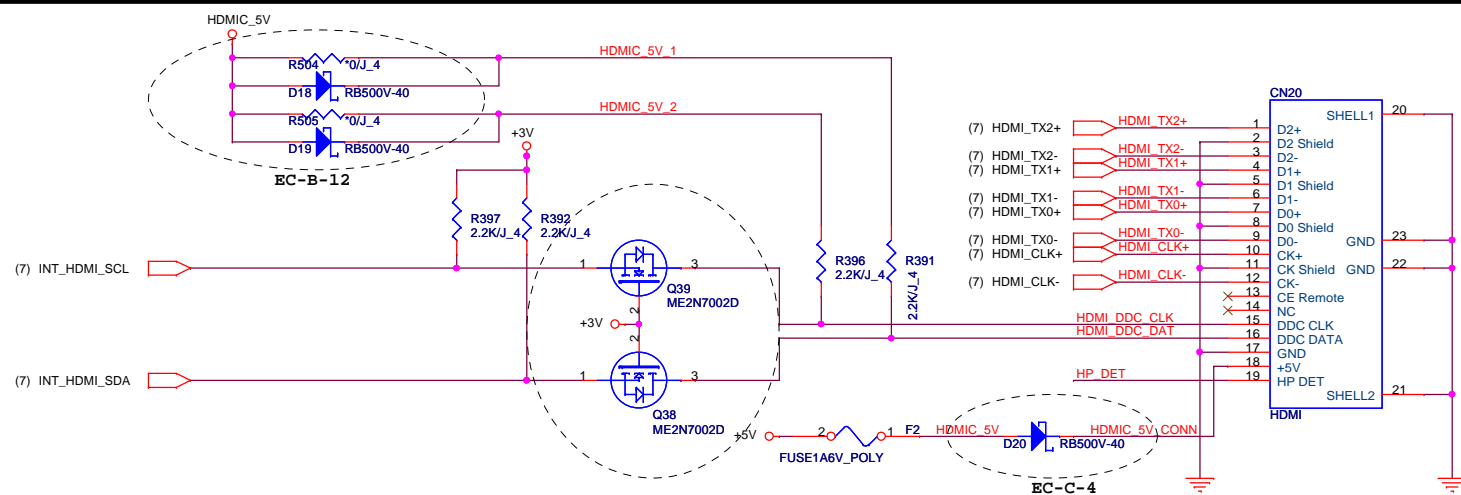 HDMIC_5V
R504 *0/J_4
HDMIC_5V_1
D18 RB500V-40
R505 *0/J_4
HDMIC_5V_2
D19 RB500V-40
EC-B-12
+3V
R397
2.2K/J_4
R392
2.2K/J_4
(7) INT_HDMI_SCL
1
3
Q39
ME2N7002D
2
+3V
2
(7) INT_HDMI_SDA
1
3
Q38
ME2N7002D
R396
2.2K/J_4
R391
2.2K/J_4
HDMI_DDC_CLK
HDMI_DDC_DAT
HP_DET
+5V
2
1
F2
FUSE1A6V_POLY
HDMIC_5V
D20 RB500V-40
HDMIC_5V_CONN
EC-C-4
(7) HDMI_TX2+ HDMI_TX2+
(7) HDMI_TX2- HDMI_TX2-
(7) HDMI_TX1+ HDMI_TX1+
(7) HDMI_TX1- HDMI_TX1-
(7) HDMI_TX0+ HDMI_TX0+
(7) HDMI_TX0- HDMI_TX0-
(7) HDMI_CLK+ HDMI_CLK+
(7) HDMI_CLK- HDMI_CLK-
CN20
SHELL1 20
1 D2+
2 D2 Shield
3 D2-
4 D1+
5 D1 Shield
6 D1-
7 D0+
8 D0 Shield
9 D0-
GND 23
10 CK+
11 CK Shield
GND 22
12 CK-
13 CE Remote
14 NC
15 DDC CLK
16 DDC DATA
17 GND
18 +5V
19 HP DET
SHELL2 21
HDMI